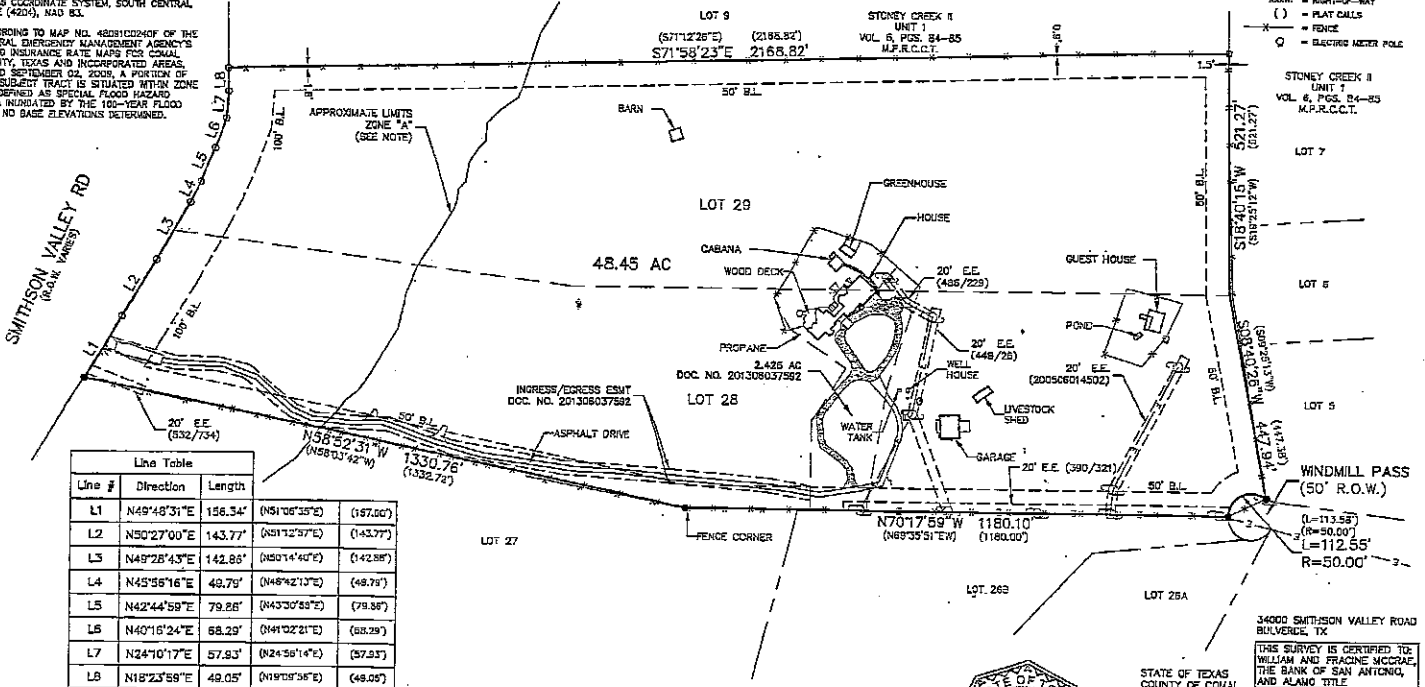 S COORDINATE SYSTEM, SOUTH CENTRAL
E (4204), NAD 83.
ORDING TO MAP NO. 48091C0240F OF THE
RAL EMERGENCY MANAGEMENT AGENCY'S
D INSURANCE RATE MAPS FOR COMAL
TY, TEXAS AND INCORPORATED AREAS,
D SEPTEMBER 02, 2009, A PORTION OF
SUBJECT TRACT IS SITUATED WITHIN ZONE
DEFINED AS SPECIAL FLOOD HAZARD
INUNDATED BY THE 100-YEAR FLOOD
NO BASE ELEVATIONS DETERMINED.
LOT 9
STONEY CREEK II
UNIT 1
VOL. 6, PGS. 84-85
M.P.R.C.C.T.
(S71°12'26"E) (2168.82')
S71°58'23"E 2168.82'
= RIGHT-OF-WAY
( ) = PLAT CALLS
= FENCE
= ELECTRIC METER POLE
1.5'
STONEY CREEK II
UNIT 1
VOL. 6, PGS. 84-85
M.P.R.C.C.T.
LOT 7
LOT 6
LOT 5
50' B.L.
100' B.L.
APPROXIMATE LIMITS
ZONE "A"
(SEE NOTE)
BARN
521.27'
(521.27')
S18°40'15"W
(S19°25'12"W)
50' B.L.
L8
L7
L6
L5
L4
L3
L2
L1
SMITHSON VALLEY RD
(R.O.W. VARIES)
100' B.L.
LOT 29
48.45 AC
GREENHOUSE
HOUSE
CABANA
WOOD DECK
20' E.E.
(486/229)
GUEST HOUSE
POND
PROPANE
20' E.E.
(448/26)
WELL
HOUSE
2.426 AC
DOC. NO. 201306037592
20' E.E.
(200506014502)
S08°40'26"W
447.94'
50' B.L.
INGRESS/EGRESS ESMT
DOC. NO. 201306037592
LOT 28
LIVESTOCK
SHED
WATER
TANK
GARAGE
ASPHALT DRIVE
50' B.L.
20' E.E.
(532/734)
N58°52'31"W
(N58°03'42"W)
1330.76'
(1332.72')
20' E.E. (390/321)
50' B.L.
WINDMILL PASS
(50' R.O.W.)
(L=113.58')
(R=50.00')
L=112.55'
R=50.00'
N70°17'59"W 1180.10'
(N69°35'51"W) (1180.00')
FENCE CORNER
LOT 27
LOT 26B
LOT 26A
Line Table
Line # Direction Length
L1 N49°48'31"E 156.34' (N51°06'35"E) (157.00')
L2 N50°27'00"E 143.77' (N51°12'57"E) (143.77')
L3 N49°28'43"E 142.86' (N50°14'40"E) (142.86')
L4 N45°56'16"E 49.79' (N46°42'13"E) (49.79')
L5 N42°44'59"E 79.86' (N43°30'56"E) (79.86')
L6 N40°16'24"E 68.29' (N41°02'21"E) (68.29')
L7 N24°10'17"E 57.93' (N24°56'14"E) (57.93')
L8 N18°23'59"E 49.05' (N19°09'56"E) (49.05')
34000 SMITHSON VALLEY ROAD
BULVERDE, TX
THIS SURVEY IS CERTIFIED TO:
WILLIAM AND FRACINE MCCRAE,
THE BANK OF SAN ANTONIO,
AND ALAMO TITLE
STATE OF TEXAS
COUNTY OF COMAL